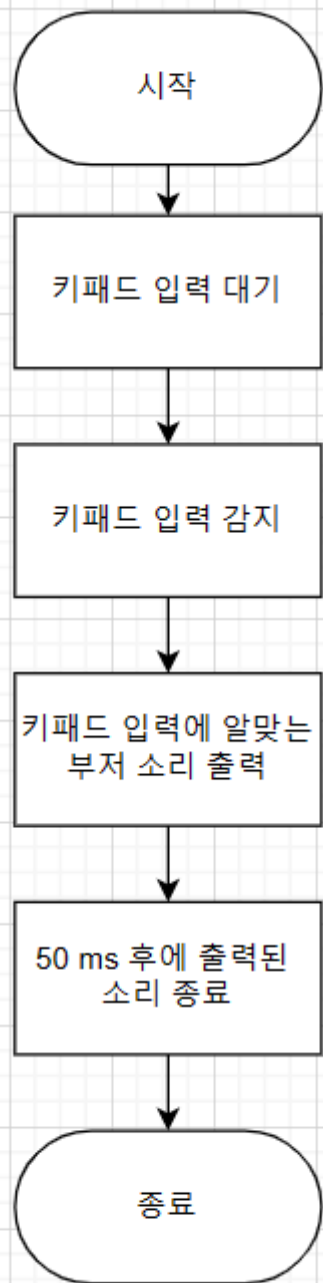 시작
키패드 입력 대기
키패드 입력 감지
키패드 입력에 알맞는
부저 소리 출력
50 ms 후에 출력된
소리 종료
종료